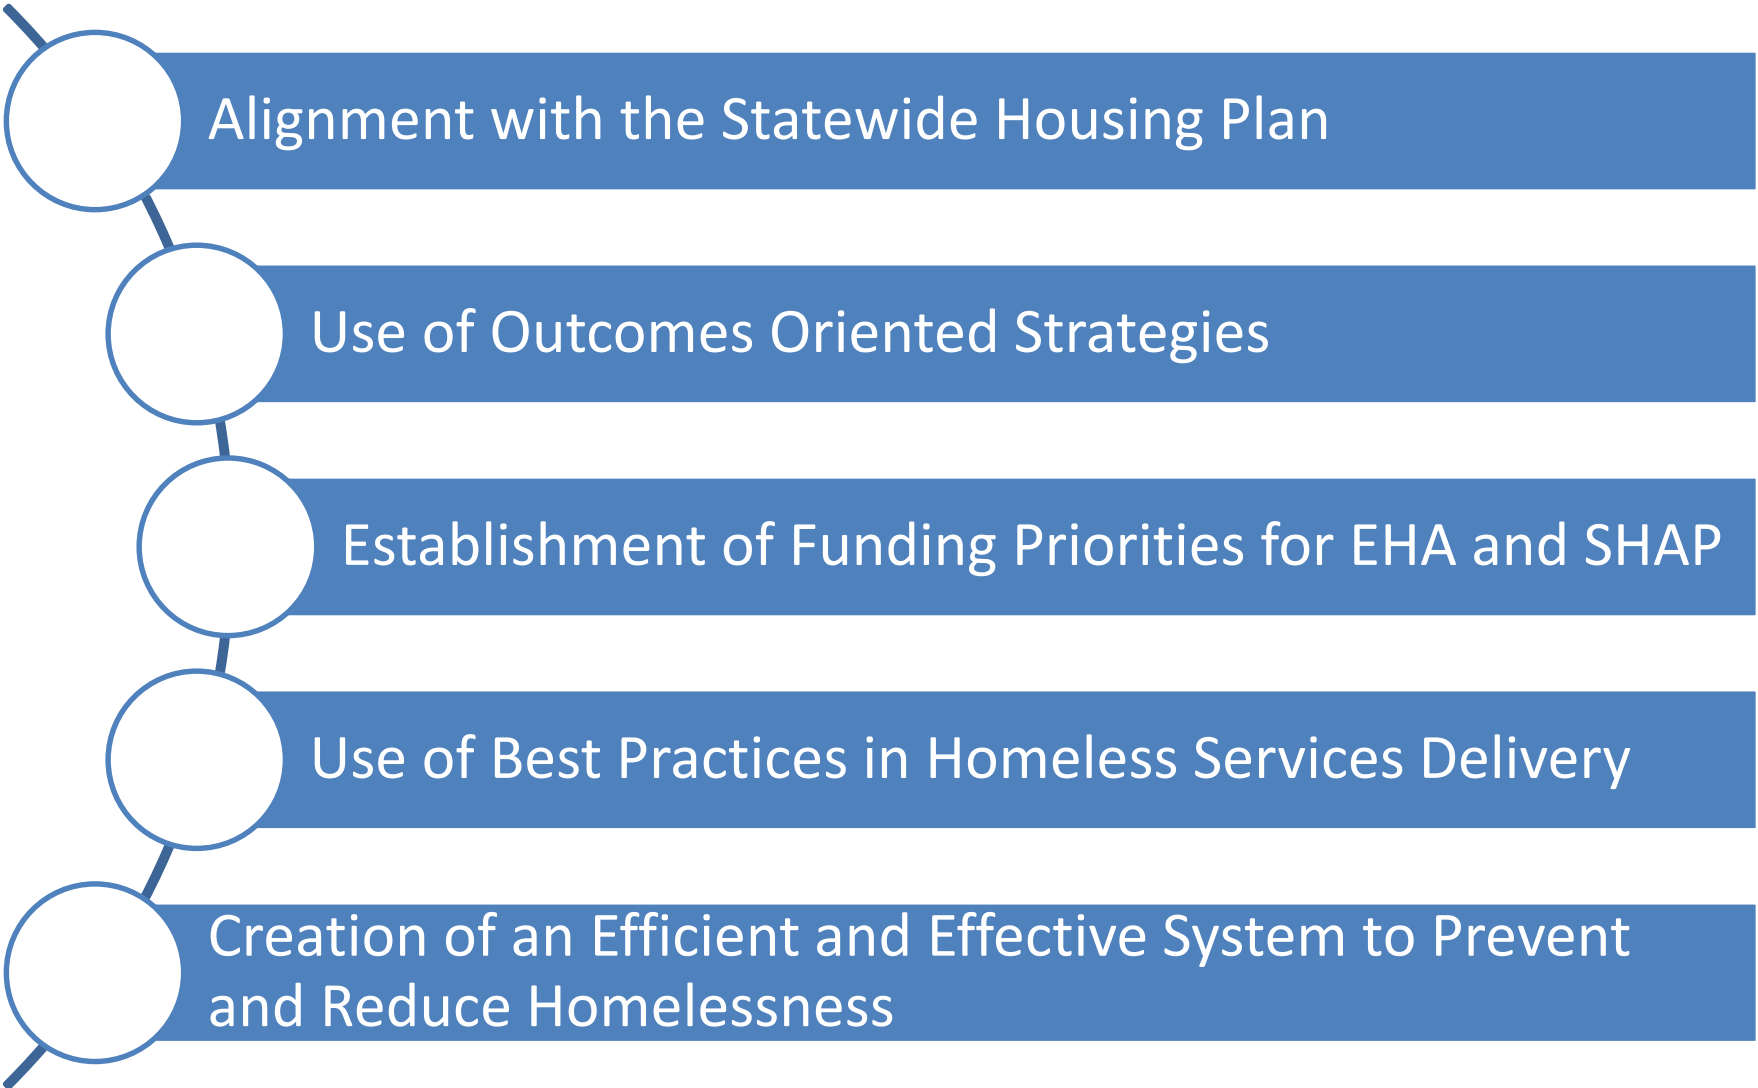 Alignment with the Statewide Housing Plan
Use of Outcomes Oriented Strategies
Establishment of Funding Priorities for EHA and SHAP
Use of Best Practices in Homeless Services Delivery
Creation of an Efficient and Effective System to Prevent
and Reduce Homelessness